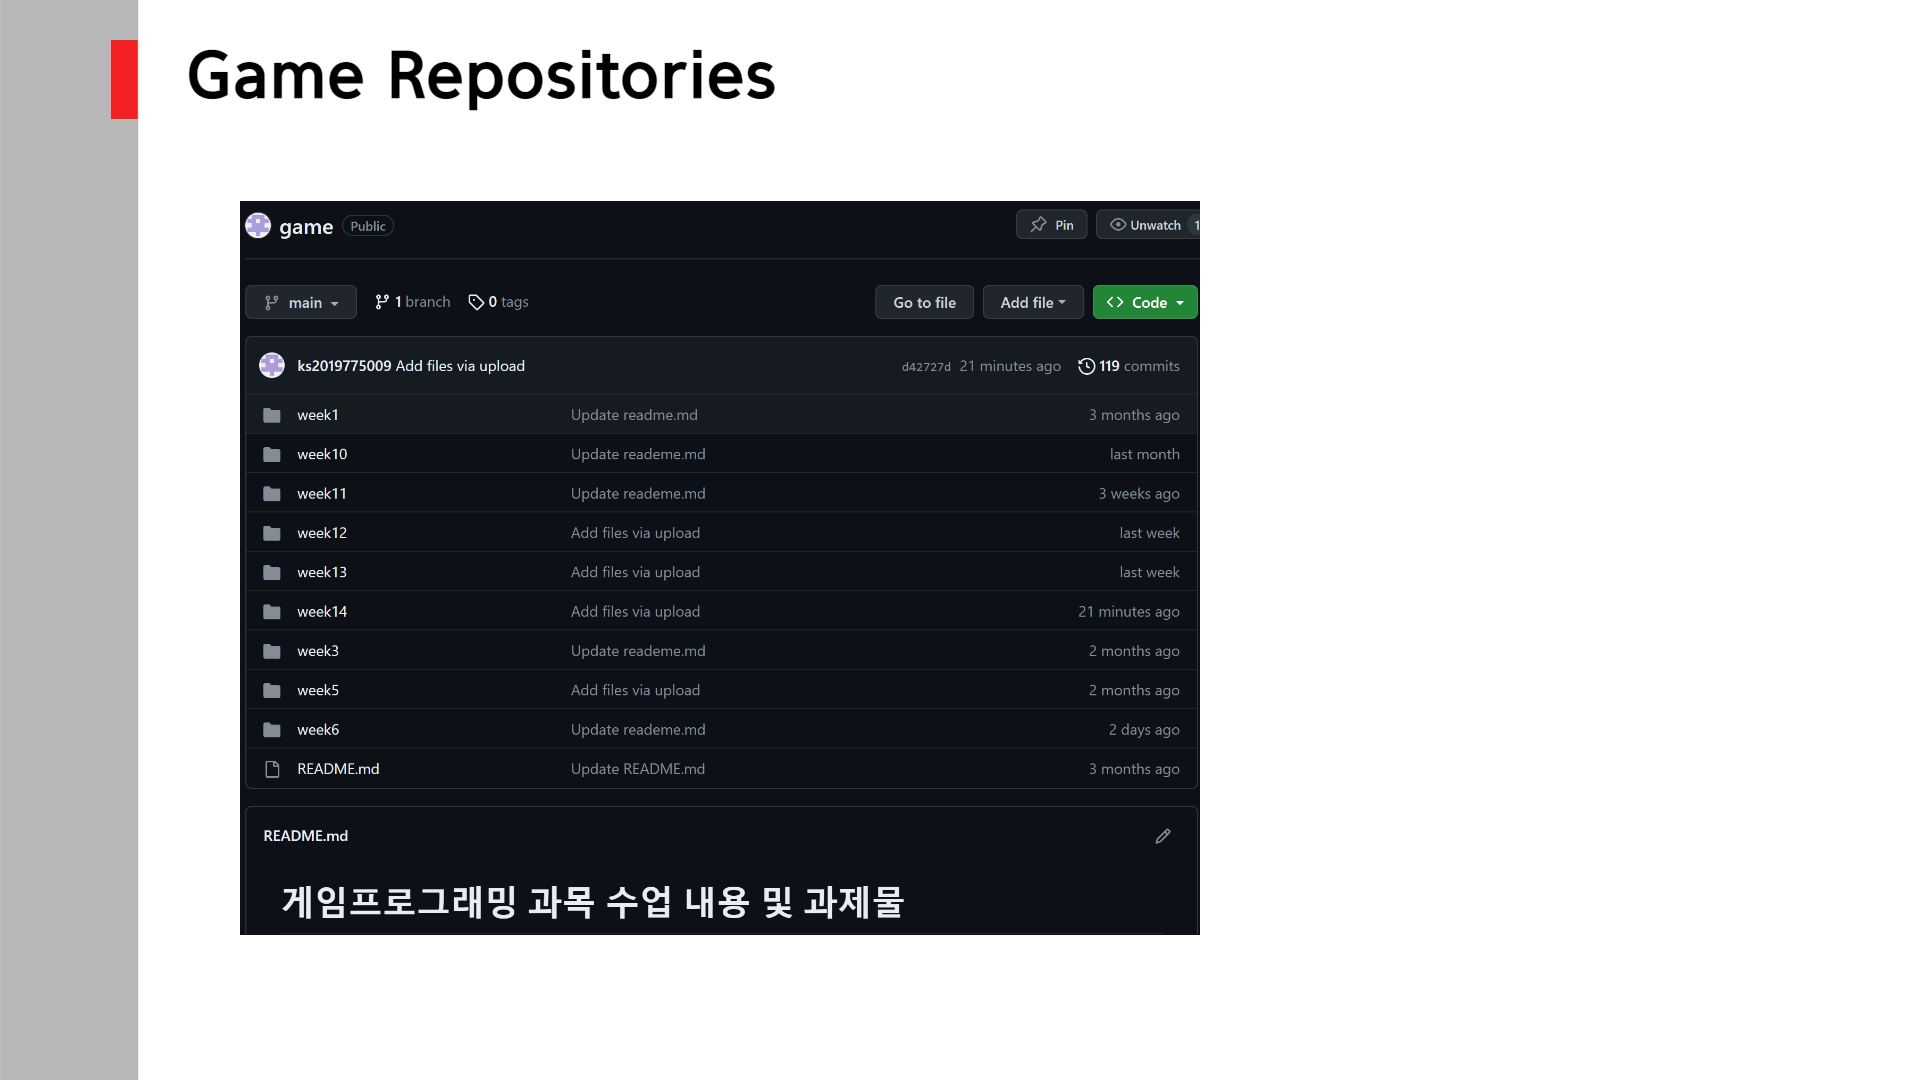 Game Repositories
game Public Pin Unwatch 1
main 1 branch 0 tags Go to file Add file Code
ks2019775009 Add files via upload d42727d 21 minutes ago 119 commits
week1 Update readme.md 3 months ago
week10 Update reademe.md last month
week11 Update reademe.md 3 weeks ago
week12 Add files via upload last week
week13 Add files via upload last week
week14 Add files via upload 21 minutes ago
week3 Update reademe.md 2 months ago
week5 Add files via upload 2 months ago
week6 Update reademe.md 2 days ago
README.md Update README.md 3 months ago
README.md
게임프로그래밍 과목 수업 내용 및 과제물